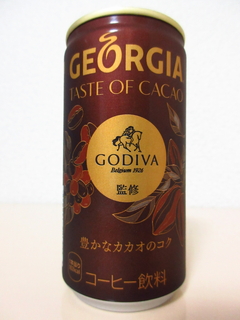 GEORGIA
TASTE OF CACAO
GODIVA
Belgium 1926
監修
豊かなカカオのコク
コーヒー飲料